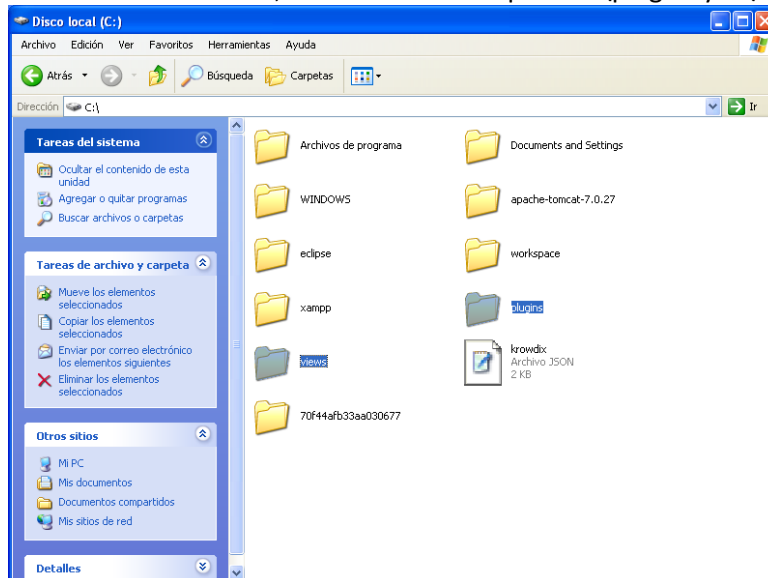 Disco local (C:)
Archivo Edición Ver Favoritos Herramientas Ayuda
Atrás Búsqueda Carpetas
Dirección C:\ Ir
Tareas del sistema
Ocultar el contenido de esta
unidad
Agregar o quitar programas
Buscar archivos o carpetas
Tareas de archivo y carpeta
Mueve los elementos
seleccionados
Copiar los elementos
seleccionados
Enviar por correo electrónico
los elementos siguientes
Eliminar los elementos
seleccionados
Otros sitios
Mi PC
Mis documentos
Documentos compartidos
Mis sitios de red
Detalles
Archivos de programa
Documents and Settings
WINDOWS
apache-tomcat-7.0.27
eclipse
workspace
xampp
plugins
views
krowdix
Archivo JSON
2 KB
70f44afb33aa030677